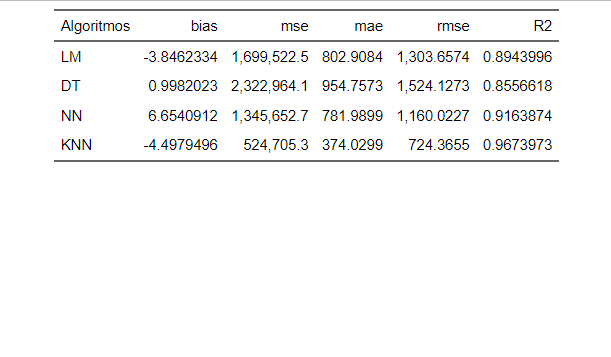 Algoritmos bias mse mae rmse R2
LM -3.8462334 1,699,522.5 802.9084 1,303.6574 0.8943996
DT 0.9982023 2,322,964.1 954.7573 1,524.1273 0.8556618
NN 6.6540912 1,345,652.7 781.9899 1,160.0227 0.9163874
KNN -4.4979496 524,705.3 374.0299 724.3655 0.9673973